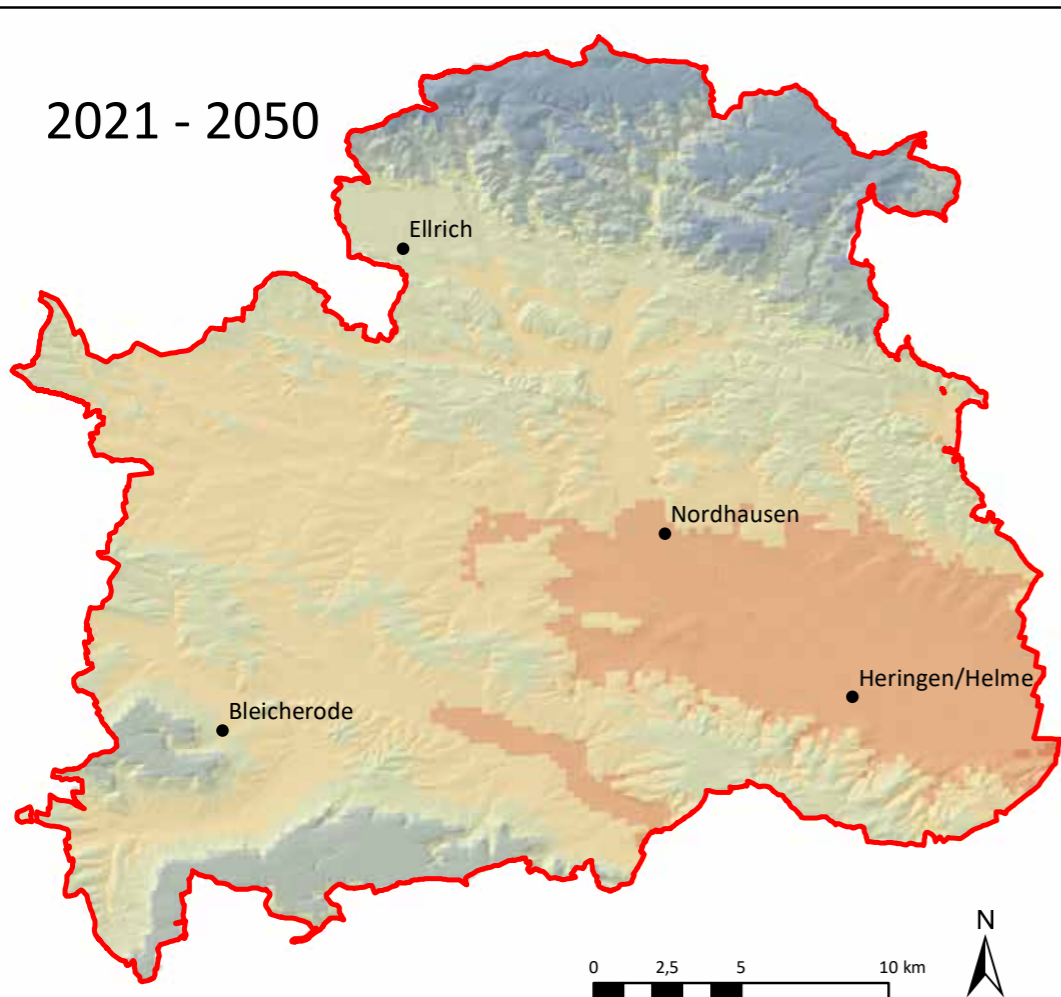 2021 - 2050
Ellrich
Nordhausen
Heringen/Helme
Bleicherode
N
0 2,5 5 10 km